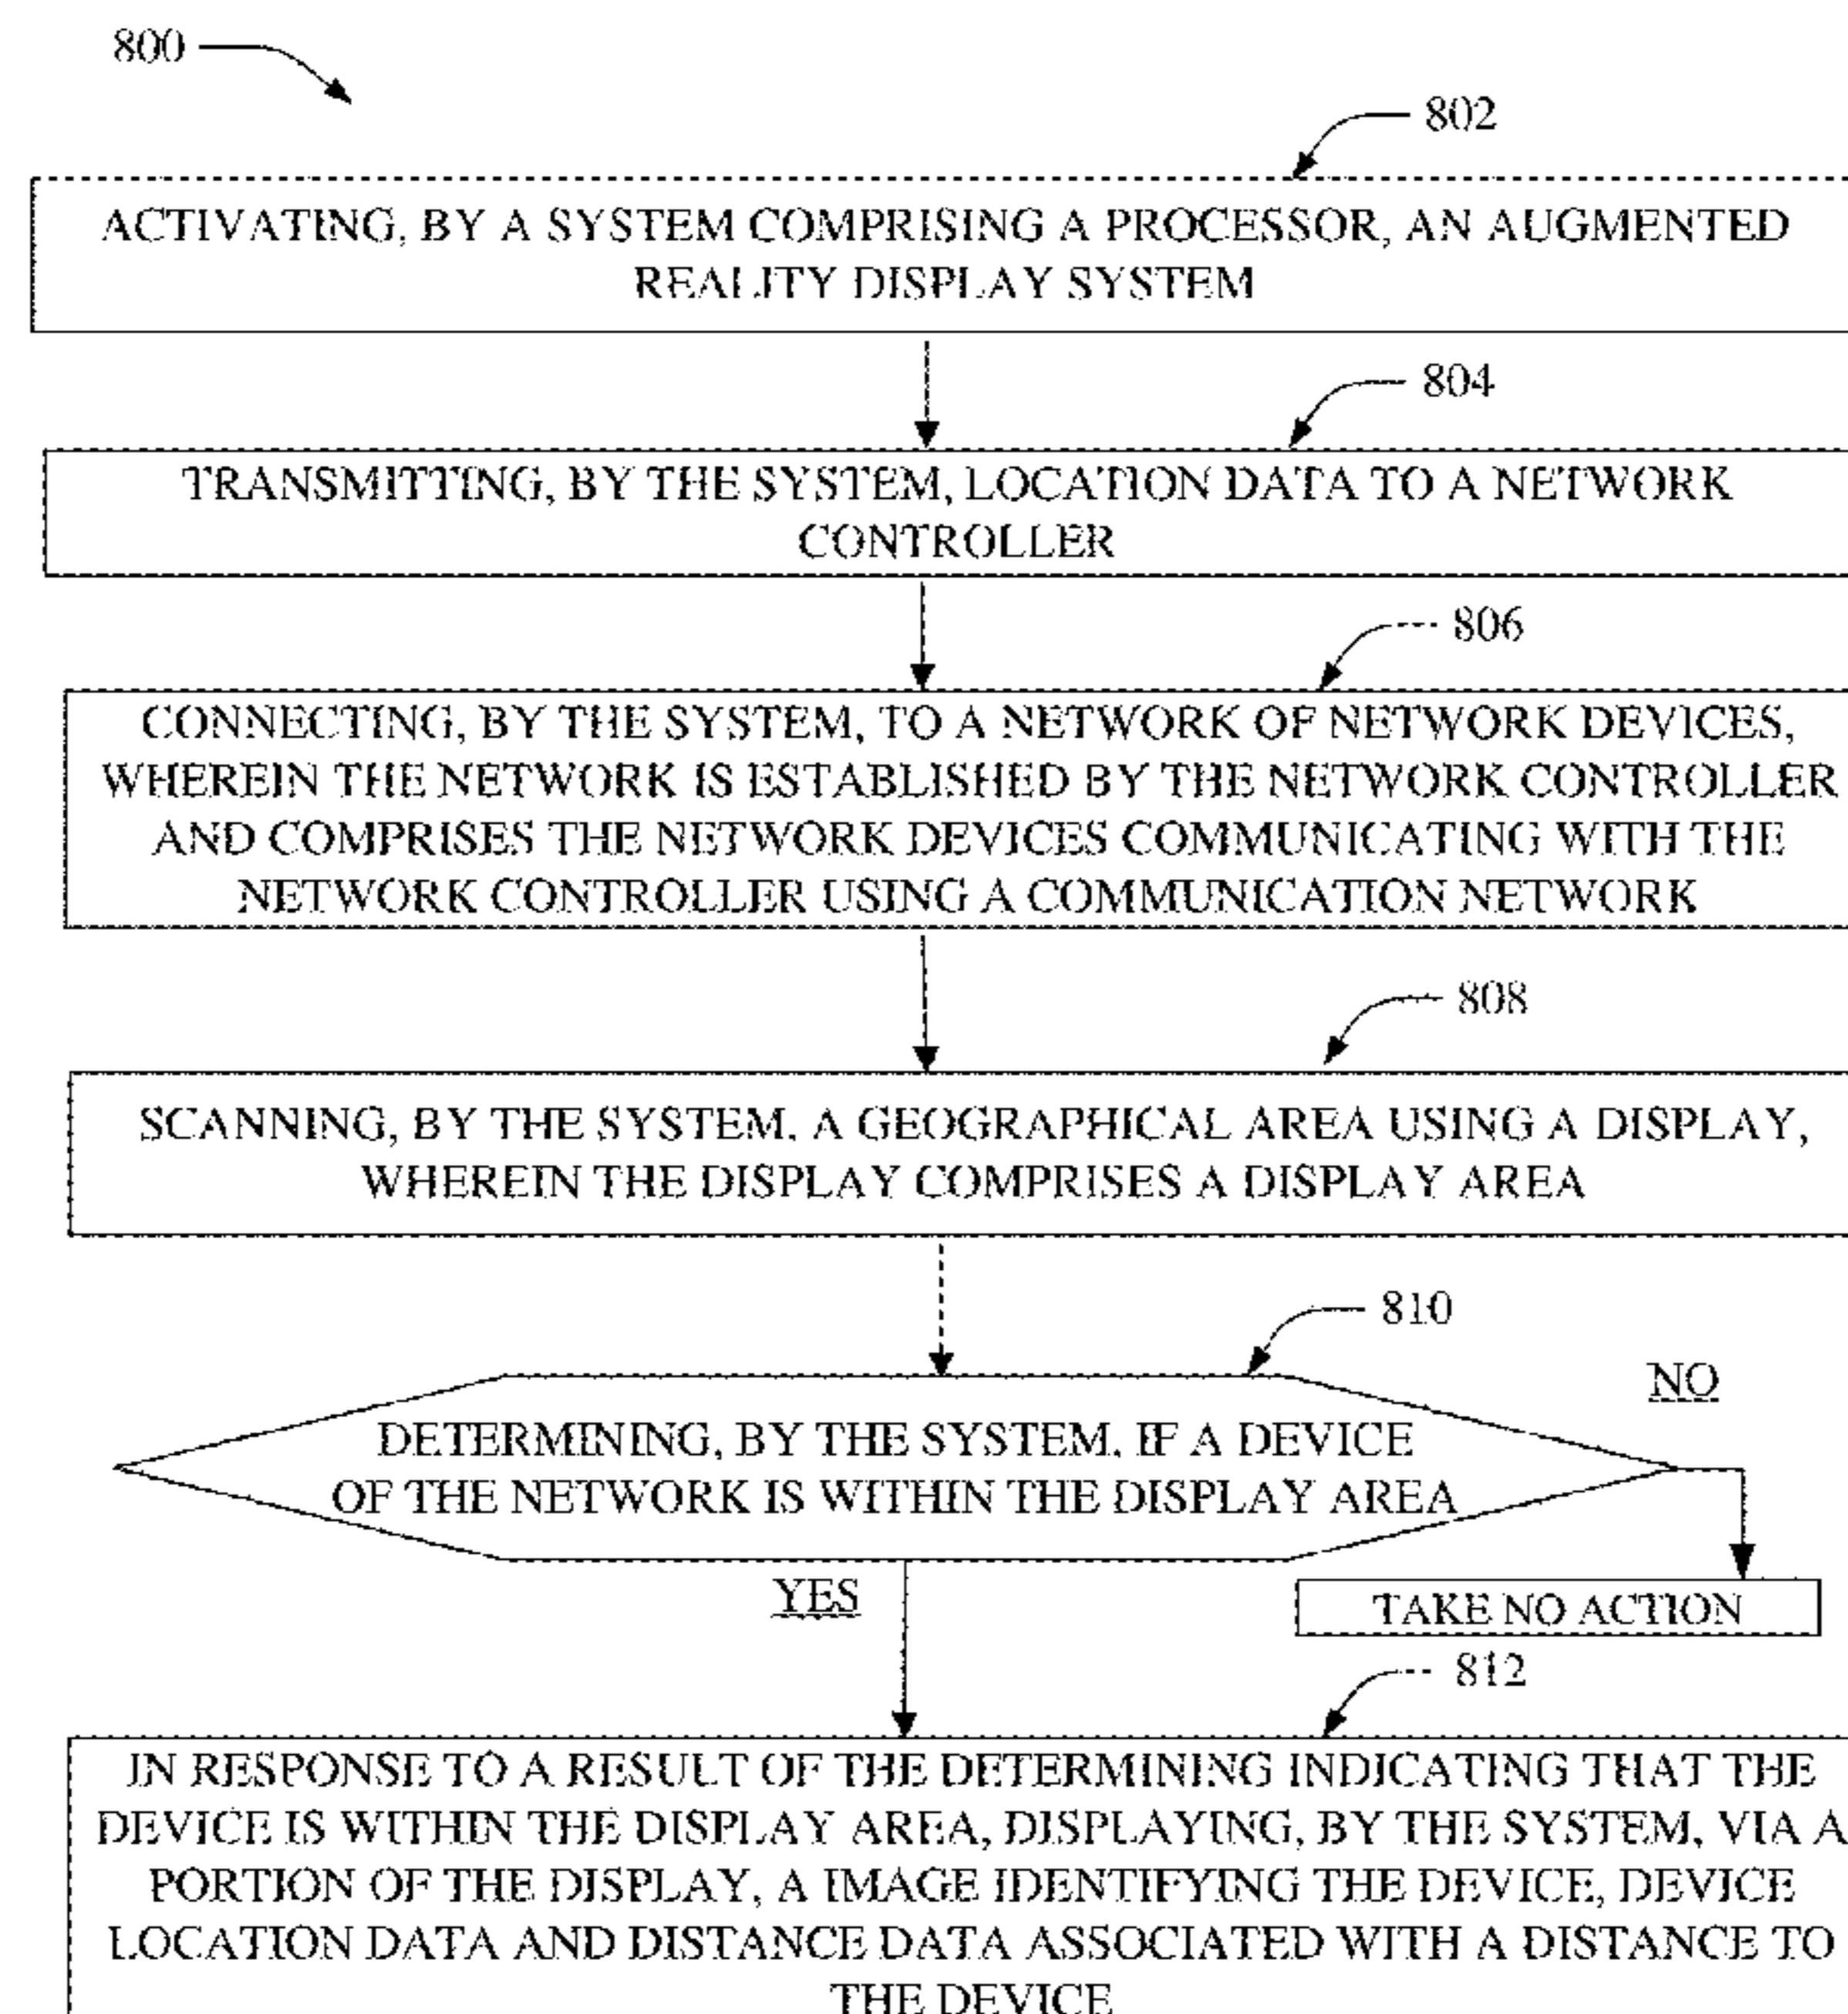 800
802
ACTIVATING, BY A SYSTEM COMPRISING A PROCESSOR, AN AUGMENTED
REALITY DISPLAY SYSTEM
804
TRANSMITTING, BY THE SYSTEM, LOCATION DATA TO A NETWORK
CONTROLLER
806
CONNECTING, BY THE SYSTEM, TO A NETWORK OF NETWORK DEVICES,
WHEREIN THE NETWORK IS ESTABLISHED BY THE NETWORK CONTROLLER
AND COMPRISES THE NETWORK DEVICES COMMUNICATING WITH THE
NETWORK CONTROLLER USING A COMMUNICATION NETWORK
808
SCANNING, BY THE SYSTEM, A GEOGRAPHICAL AREA USING A DISPLAY,
WHEREIN THE DISPLAY COMPRISES A DISPLAY AREA
810
NO
DETERMINING, BY THE SYSTEM, IF A DEVICE
OF THE NETWORK IS WITHIN THE DISPLAY AREA
YES
TAKE NO ACTION
812
IN RESPONSE TO A RESULT OF THE DETERMINING INDICATING THAT THE
DEVICE IS WITHIN THE DISPLAY AREA, DISPLAYING, BY THE SYSTEM, VIA A
PORTION OF THE DISPLAY, A IMAGE IDENTIFYING THE DEVICE, DEVICE
LOCATION DATA AND DISTANCE DATA ASSOCIATED WITH A DISTANCE TO
THE DEVICE